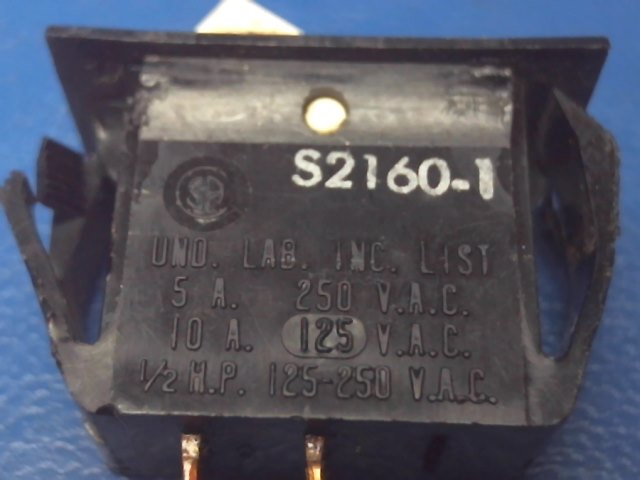 S2160-1
UND. LAB. INC. LIST
5 A. 250 V.A.C.
10 A. 125 V.A.C.
1/2 H.P. 125-250 V.A.C.